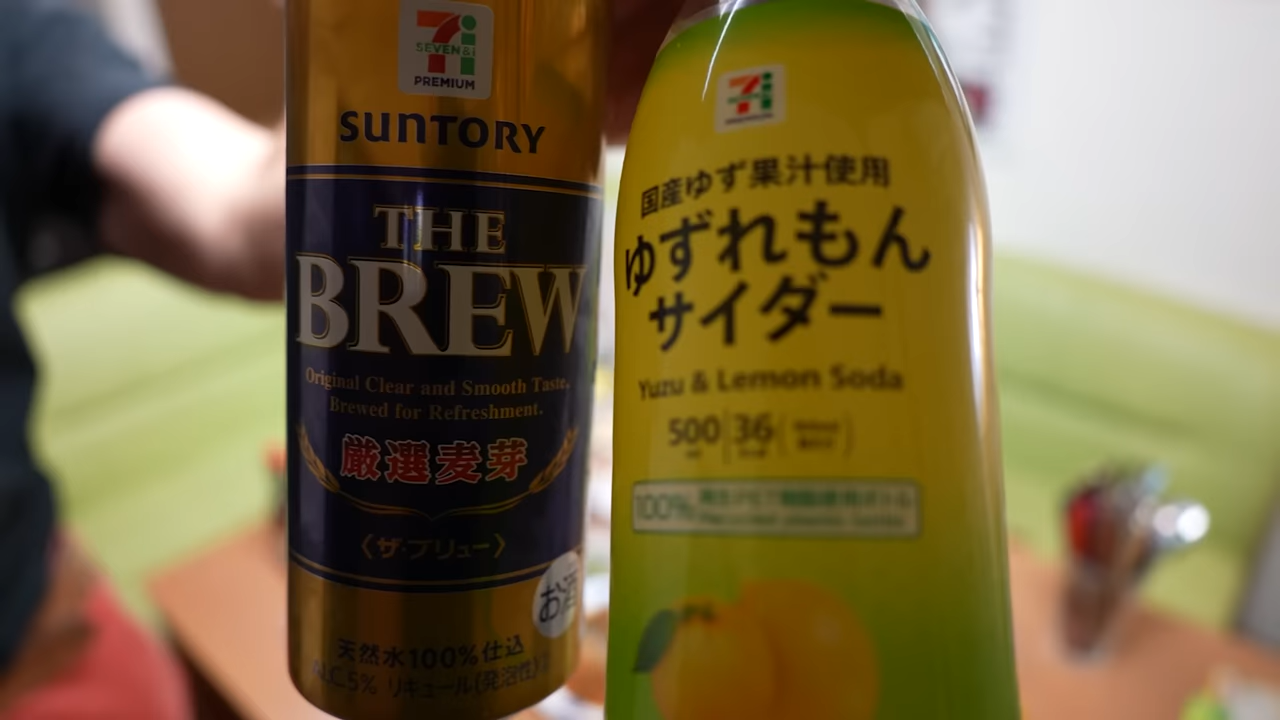 7i
SEVEN&i
PREMIUM
SUNTORY
THE
BREW
Original Clear and Smooth Taste.
Brewed for Refreshment.
厳選麦芽
〈ザ・ブリュー〉
お酒
天然水100%仕込
ALC.5% リキュール(発泡性)
7i
PREMIUM
国産ゆず果汁使用
ゆずれもん
サイダー
Yuzu & Lemon Soda
500 36
100%